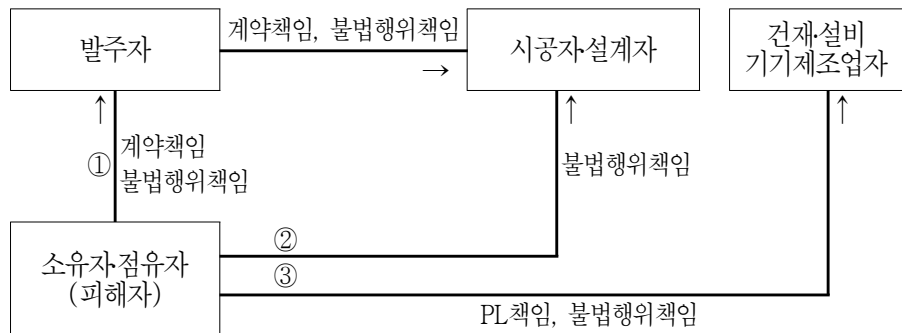 발주자
계약책임, 불법행위책임
→
시공자·설계자
건재·설비
기기제조업자
↑
↑
↑
①
계약책임
불법행위책임
불법행위책임
소유자·점유자
(피해자)
②
③
PL책임, 불법행위책임